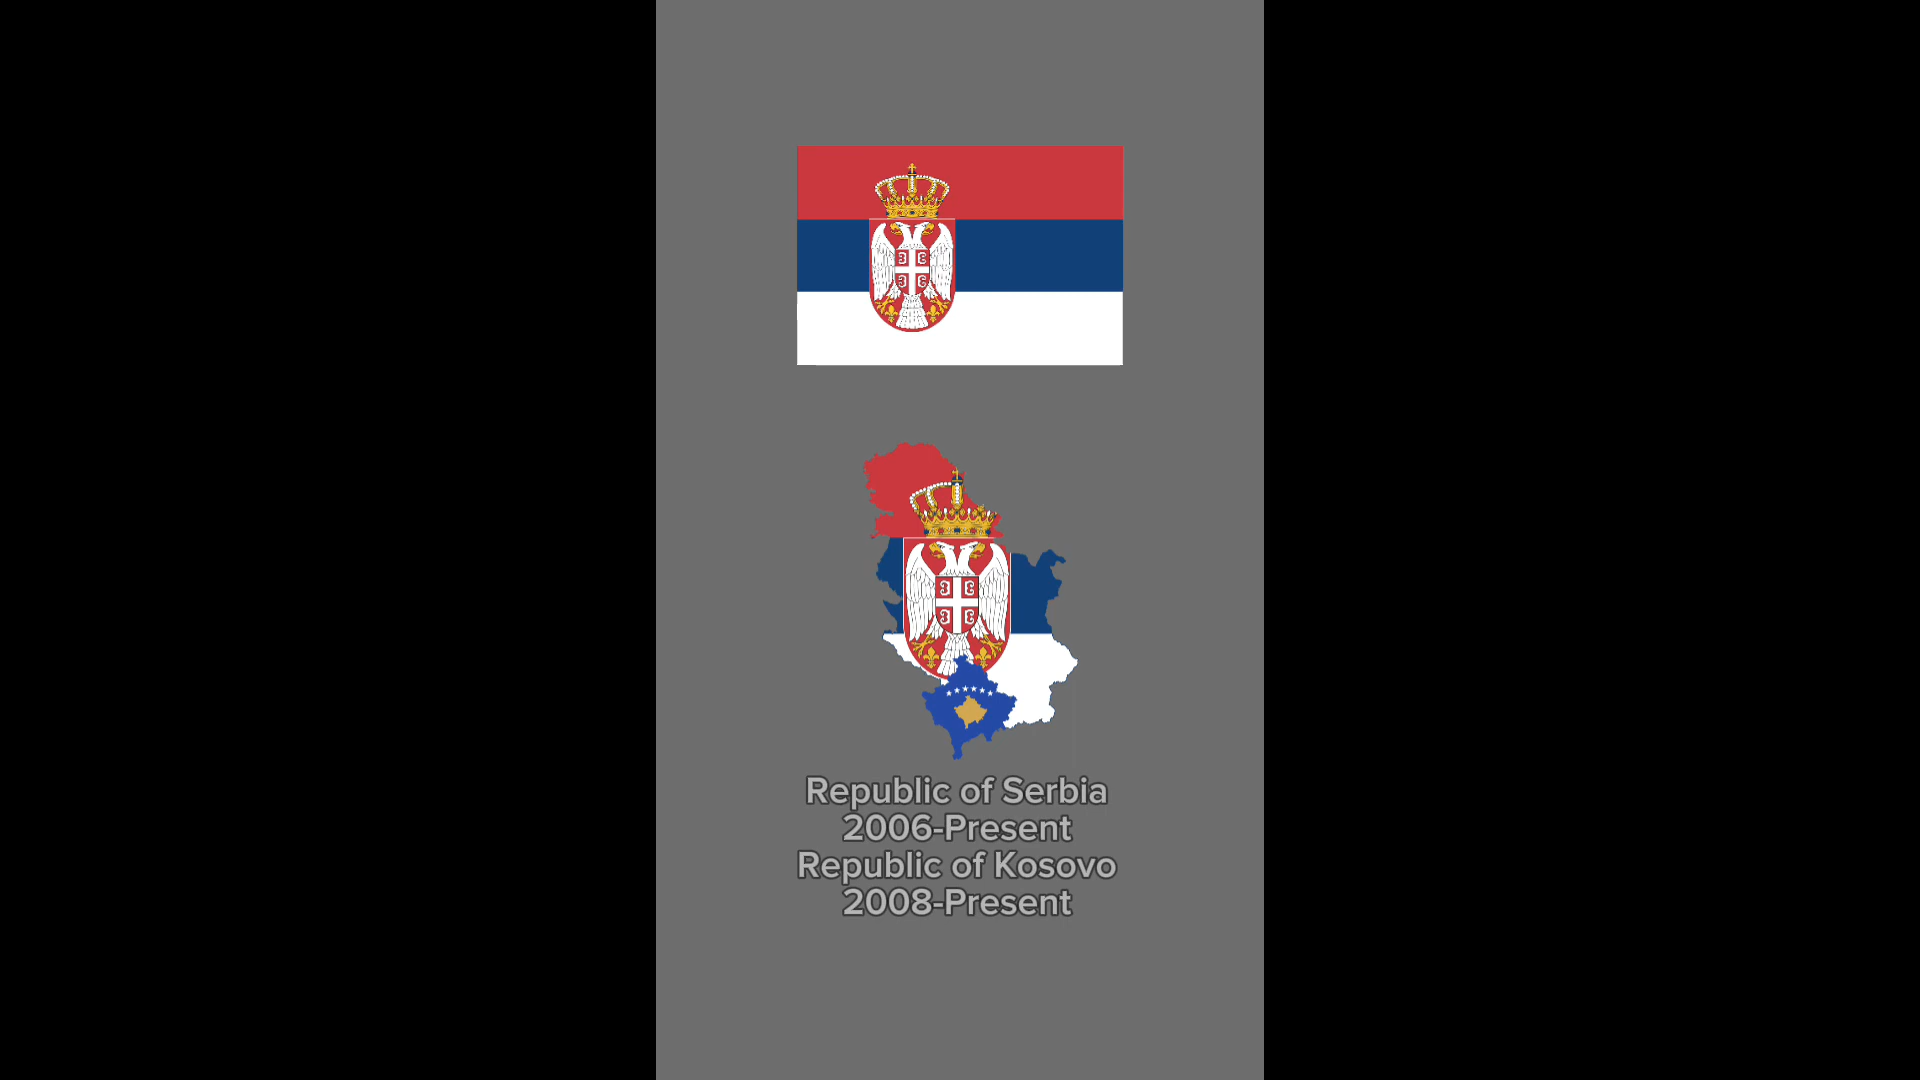 Republic of Serbia
2006-Present
Republic of Kosovo
2008-Present